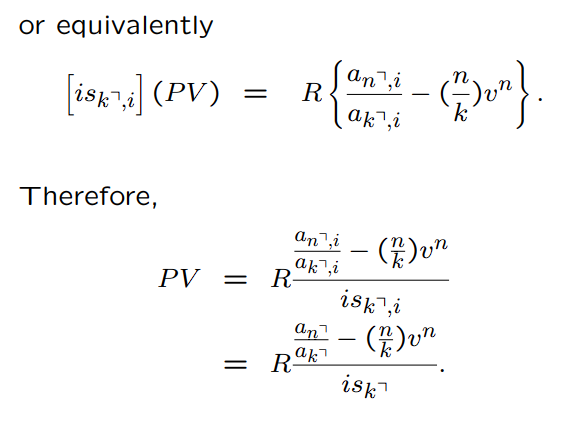 or equivalently
[is_{k⌝,i}] (PV) = R { a_{n⌝,i} / a_{k⌝,i} − (n/k)v^n } .
Therefore,
PV = R (a_{n⌝,i} / a_{k⌝,i} − (n/k)v^n) / is_{k⌝,i}
= R (a_{n⌝} / a_{k⌝} − (n/k)v^n) / is_{k⌝} .